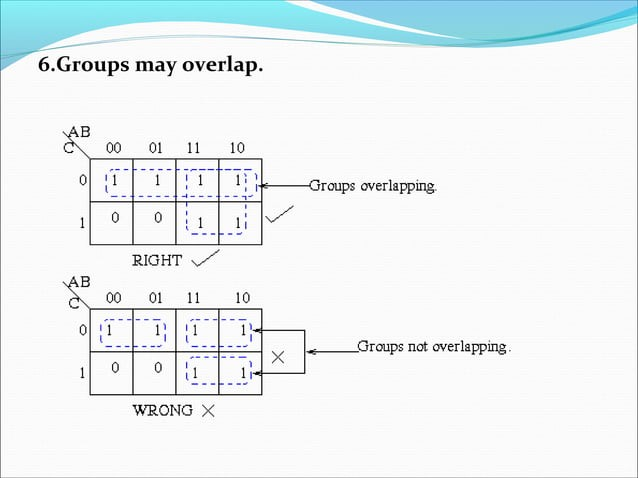 6.Groups may overlap.
AB
C 00 01 11 10
0 1 1 1 1 Groups overlapping.
1 0 0 1 1
RIGHT
AB
C 00 01 11 10
0 1 1 1 1
Groups not overlapping.
1 0 0 1 1
WRONG